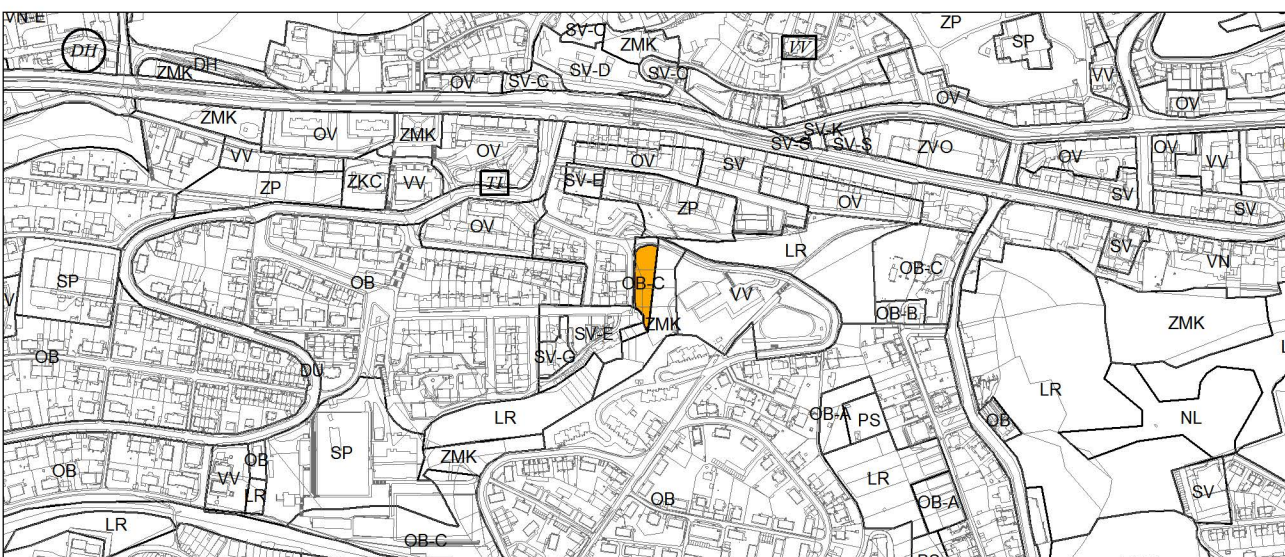 VN-E
DH
ZMK
DH
OV
SV-C
SV-C
ZMK
SV-D
SV-C
VV
ZP
SP
VV
OV
OV
ZMK
OV
ZMK
OV
OV
SV
SV-K
SV-S
SV-S
ZVO
OV
OV
VV
VV
ZP
ZKC
VV
TI
SV-E
ZP
OV
SV
SV
OV
LR
SV
VN
SP
OB
OB-C
VV
OB-C
OB-B
ZMK
ZMK
SV-E
SV-G
OB
DU
LR
OB-A
PS
OB
LR
NL
SP
ZMK
OB
OB
VV
LR
LR
OB-A
SV
OB
LR
OB-C